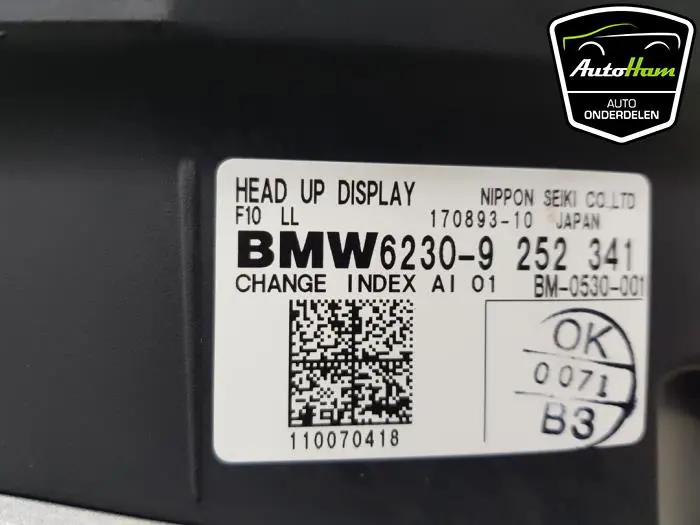 AutoHam
AUTO
ONDERDELEN
HEAD UP DISPLAY NIPPON SEIKI CO.,LTD
F10 LL 170893-10 JAPAN
BMW6230-9 252 341
CHANGE INDEX AI 01 BM-0530-001
OK
0071
B3
110070418